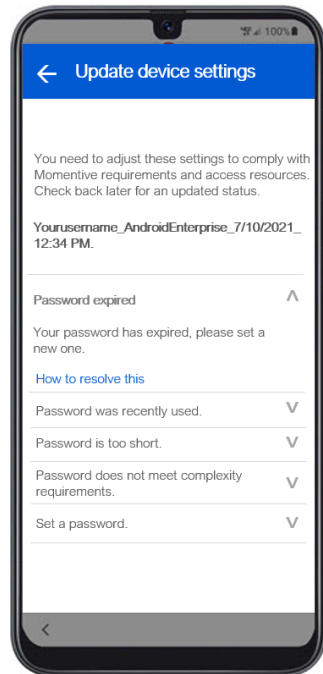 100%
Update device settings
You need to adjust these settings to comply with
Momentive requirements and access resources.
Check back later for an updated status.
Yourusername_AndroidEnterprise_7/10/2021_
12:34 PM.
Password expired
Your password has expired, please set a
new one.
How to resolve this
Password was recently used.
Password is too short.
Password does not meet complexity
requirements.
Set a password.